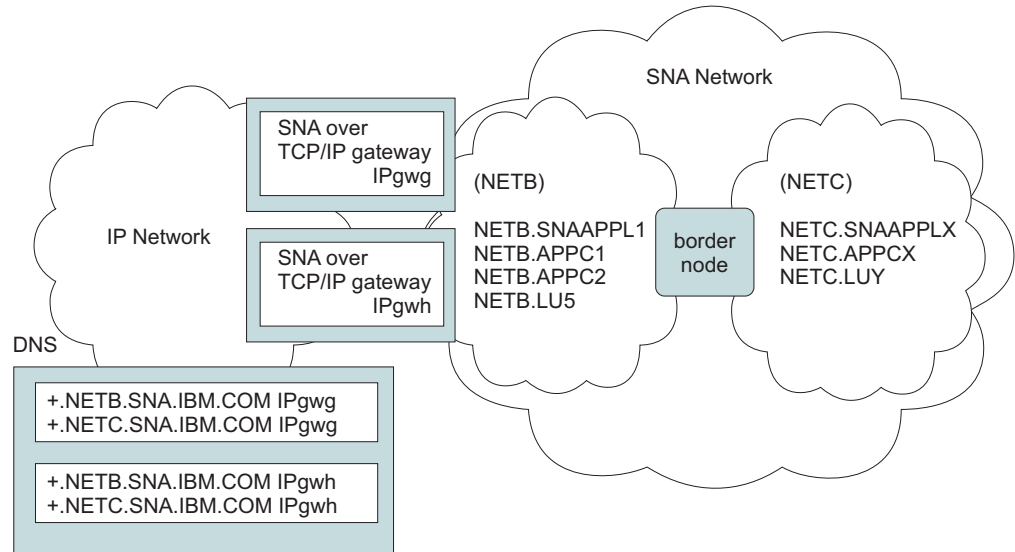 SNA Network
SNA over
TCP/IP gateway
IPgwg
IP Network
SNA over
TCP/IP gateway
IPgwh
(NETB)
NETB.SNAAPPL1
NETB.APPC1
NETB.APPC2
NETB.LU5
border
node
(NETC)
NETC.SNAAPPLX
NETC.APPCX
NETC.LUY
DNS
+.NETB.SNA.IBM.COM IPgwg
+.NETC.SNA.IBM.COM IPgwg
+.NETB.SNA.IBM.COM IPgwh
+.NETC.SNA.IBM.COM IPgwh